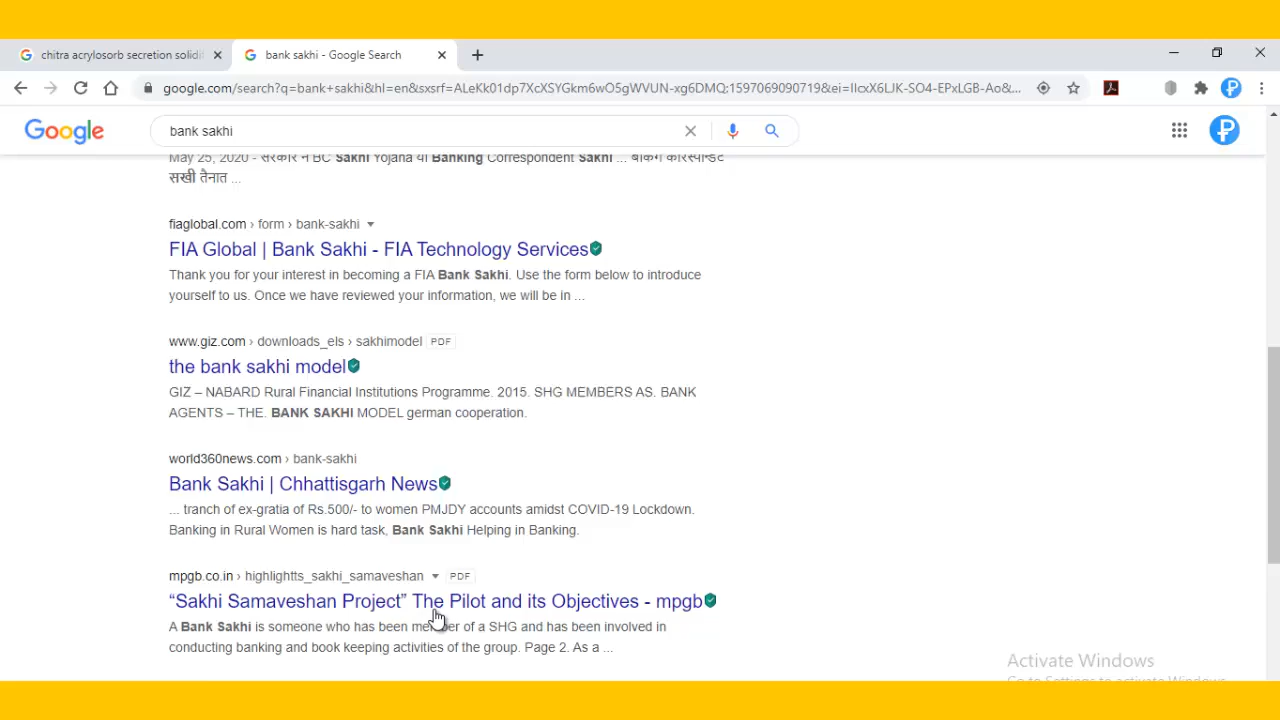 chitra acrylosorb secretion solidi
bank sakhi - Google Search
google.com/search?q=bank+sakhi&hl=en&sxsrf=ALeKk01dp7XcXSYGkm6wO5gWVUN-xg6DMQ:1597069090719&ei=IIcxX6LJK-SO4-EPxLGB-Ao&...
Google
bank sakhi
May 25, 2020 - सरकार ने BC Sakhi Yojana या Banking Correspondent Sakhi ... बैंकिंग कॉरेस्पोंडेंट
सखी तैनात ...
fiaglobal.com › form › bank-sakhi
FIA Global | Bank Sakhi - FIA Technology Services
Thank you for your interest in becoming a FIA Bank Sakhi. Use the form below to introduce
yourself to us. Once we have reviewed your information, we will be in ...
www.giz.com › downloads_els › sakhimodel PDF
the bank sakhi model
GIZ – NABARD Rural Financial Institutions Programme. 2015. SHG MEMBERS AS. BANK
AGENTS – THE. BANK SAKHI MODEL german cooperation.
world360news.com › bank-sakhi
Bank Sakhi | Chhattisgarh News
... tranch of ex-gratia of Rs.500/- to women PMJDY accounts amidst COVID-19 Lockdown.
Banking in Rural Women is hard task, Bank Sakhi Helping in Banking.
mpgb.co.in › highlightts_sakhi_samaveshan PDF
“Sakhi Samaveshan Project” The Pilot and its Objectives - mpgb
A Bank Sakhi is someone who has been member of a SHG and has been involved in
conducting banking and book keeping activities of the group. Page 2. As a ...
Activate Windows
Go to Settings to activate Windows.